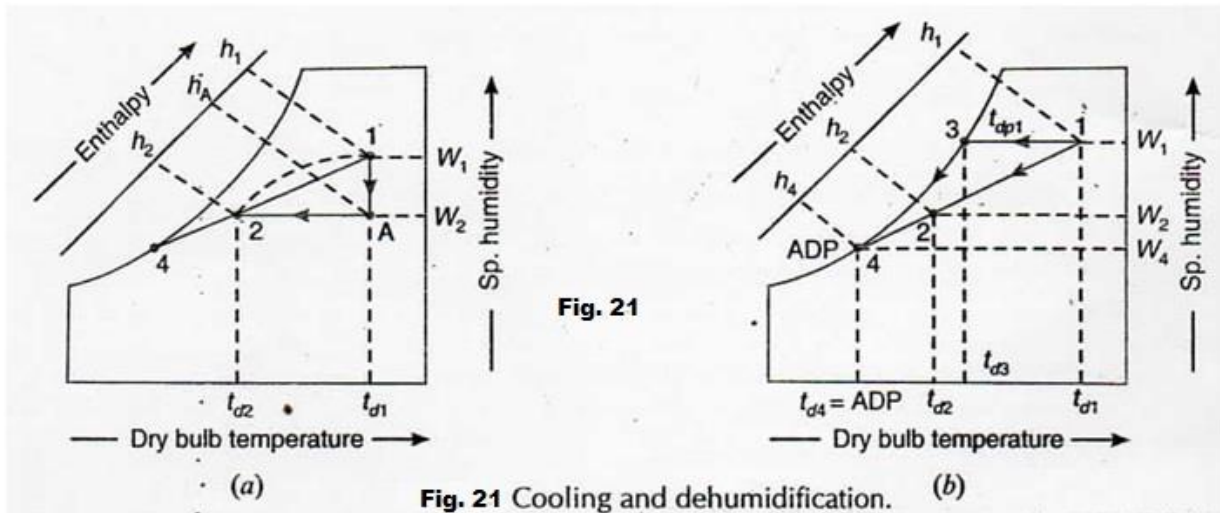 Enthalpy
h₁
hA
h₂
1
2
A
4
W₁
W₂
Sp. humidity
td2
td1
Dry bulb temperature
(a)
Fig. 21
Enthalpy
h₁
h₂
h₄
3
tdp1
1
2
ADP
4
W₁
W₂
W₄
Sp. humidity
td3
td4 = ADP
td2
td1
Dry bulb temperature
(b)
Fig. 21 Cooling and dehumidification.